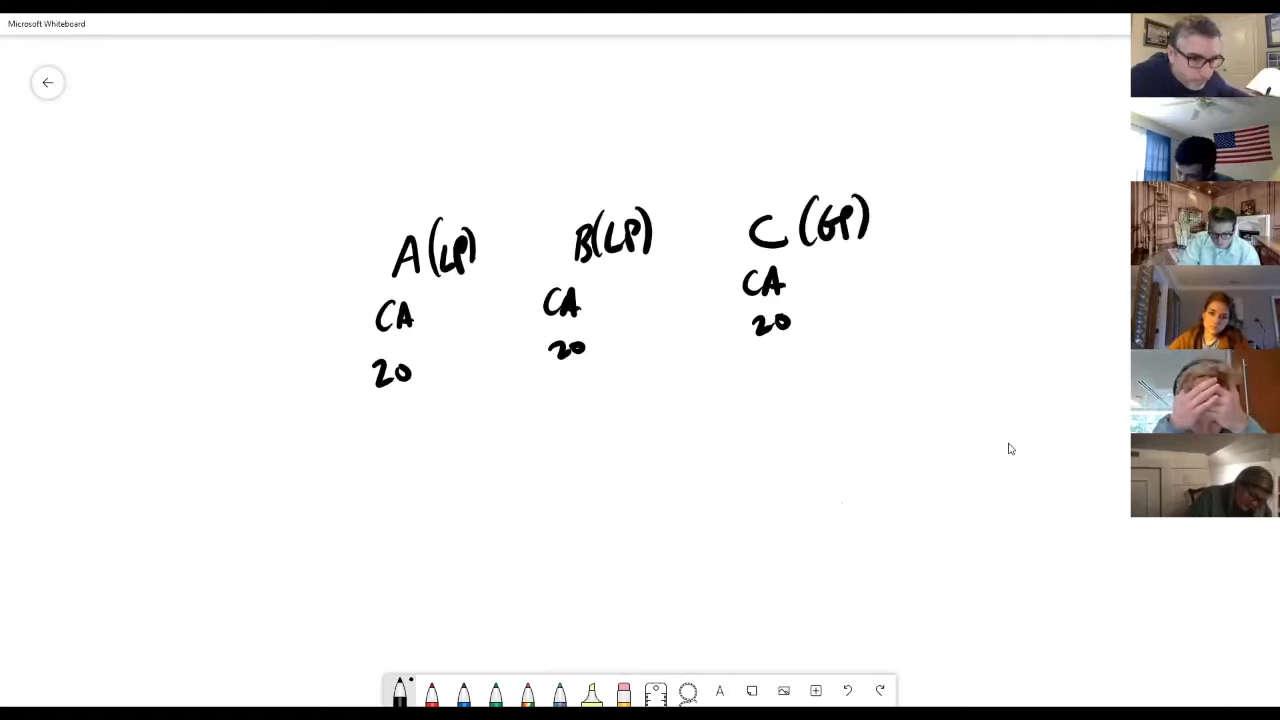 Microsoft Whiteboard
A (LP) B (LP) C (GP)
CA CA CA
20 20 20
A